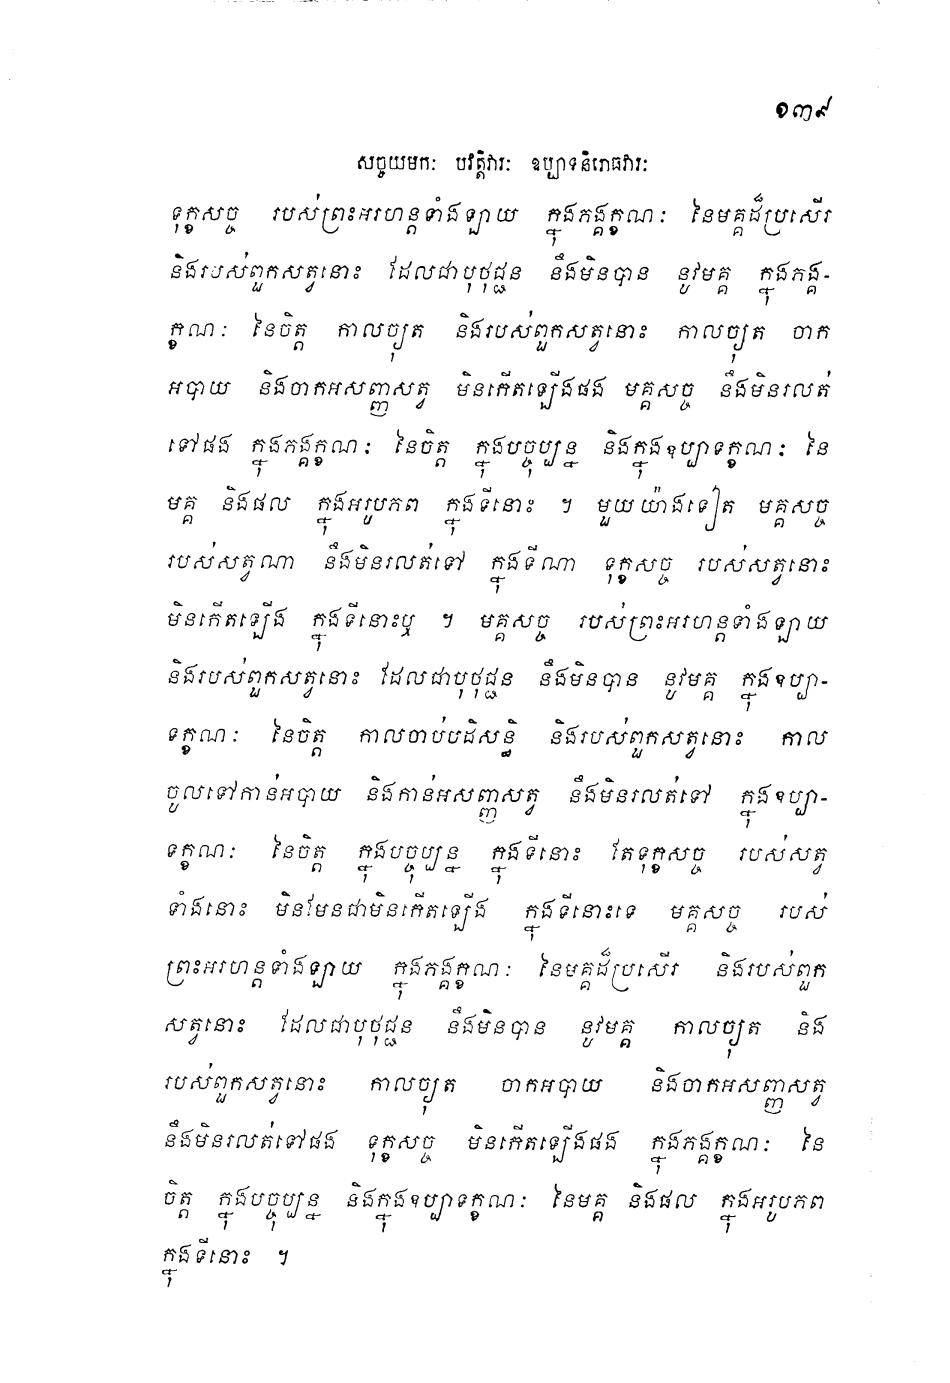 ១៣៩
សច្ចយមកៈ បវត្តិវារៈ ឧប្បាទនិរោធវារៈ
ទុក្ខសច្ច របស់ព្រះអរហន្តទាំងឡាយ ក្នុងភង្គក្ខណៈ នៃមគ្គដ៏ប្រសើរ
និងរបស់ពួកសត្វនោះ ដែលជាបុថុជ្ជន នឹងមិនបាន នូវមគ្គ ក្នុងភង្គ-
ក្ខណៈ នៃចិត្ត កាលច្យុត និងរបស់ពួកសត្វនោះ កាលច្យុត ចាក
អបាយ និងចាកអសញ្ញសត្វ មិនកើតឡើងផង មគ្គសច្ច នឹងមិនរលត់
ទៅផង ក្នុងភង្គក្ខណៈ នៃចិត្ត ក្នុងបច្ចុប្បន្ន និងក្នុងឧប្បាទក្ខណៈ នៃ
មគ្គ និងផល ក្នុងអរូបភព ក្នុងទីនោះ ។ មួយយ៉ាងទៀត មគ្គសច្ច
របស់សត្វណា នឹងមិនរលត់ទៅ ក្នុងទីណា ទុក្ខសច្ច របស់សត្វនោះ
មិនកើតឡើង ក្នុងទីនោះឬ ។ មគ្គសច្ច របស់ព្រះអរហន្តទាំងឡាយ
និងរបស់ពួកសត្វនោះ ដែលជាបុថុជ្ជន នឹងមិនបាន នូវមគ្គ ក្នុងឧប្បា-
ទក្ខណៈ នៃចិត្ត កាលចាប់បដិសន្ធិ និងរបស់ពួកសត្វនោះ កាល
ចូលទៅកាន់អបាយ និងកាន់អសញ្ញសត្វ នឹងមិនរលត់ទៅ ក្នុងឧប្បា-
ទក្ខណៈ នៃចិត្ត ក្នុងបច្ចុប្បន្ន ក្នុងទីនោះ តែទុក្ខសច្ច របស់សត្វ
ទាំងនោះ មិនមែនជាមិនកើតឡើង ក្នុងទីនោះទេ មគ្គសច្ច របស់
ព្រះអរហន្តទាំងឡាយ ក្នុងភង្គក្ខណៈ នៃមគ្គដ៏ប្រសើរ និងរបស់ពួក
សត្វនោះ ដែលជាបុថុជ្ជន នឹងមិនបាន នូវមគ្គ កាលច្យុត និង
របស់ពួកសត្វនោះ កាលច្យុត ចាកអបាយ និងចាកអសញ្ញសត្វ
នឹងមិនរលត់ទៅផង ទុក្ខសច្ច មិនកើតឡើងផង ក្នុងភង្គក្ខណៈ នៃ
ចិត្ត ក្នុងបច្ចុប្បន្ន និងក្នុងឧប្បាទក្ខណៈ នៃមគ្គ និងផល ក្នុងអរូបភព
ក្នុងទីនោះ ។